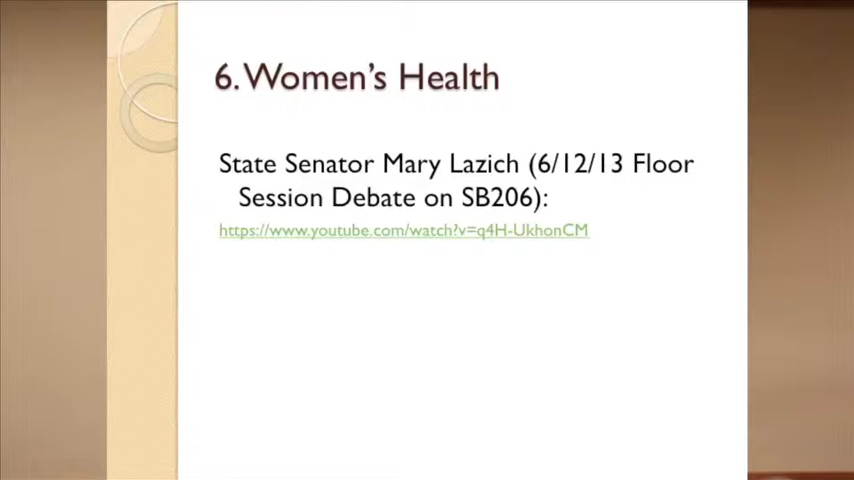 6. Women's Health
State Senator Mary Lazich (6/12/13 Floor
Session Debate on SB206):
https://www.youtube.com/watch?v=q4H-UkhonCM